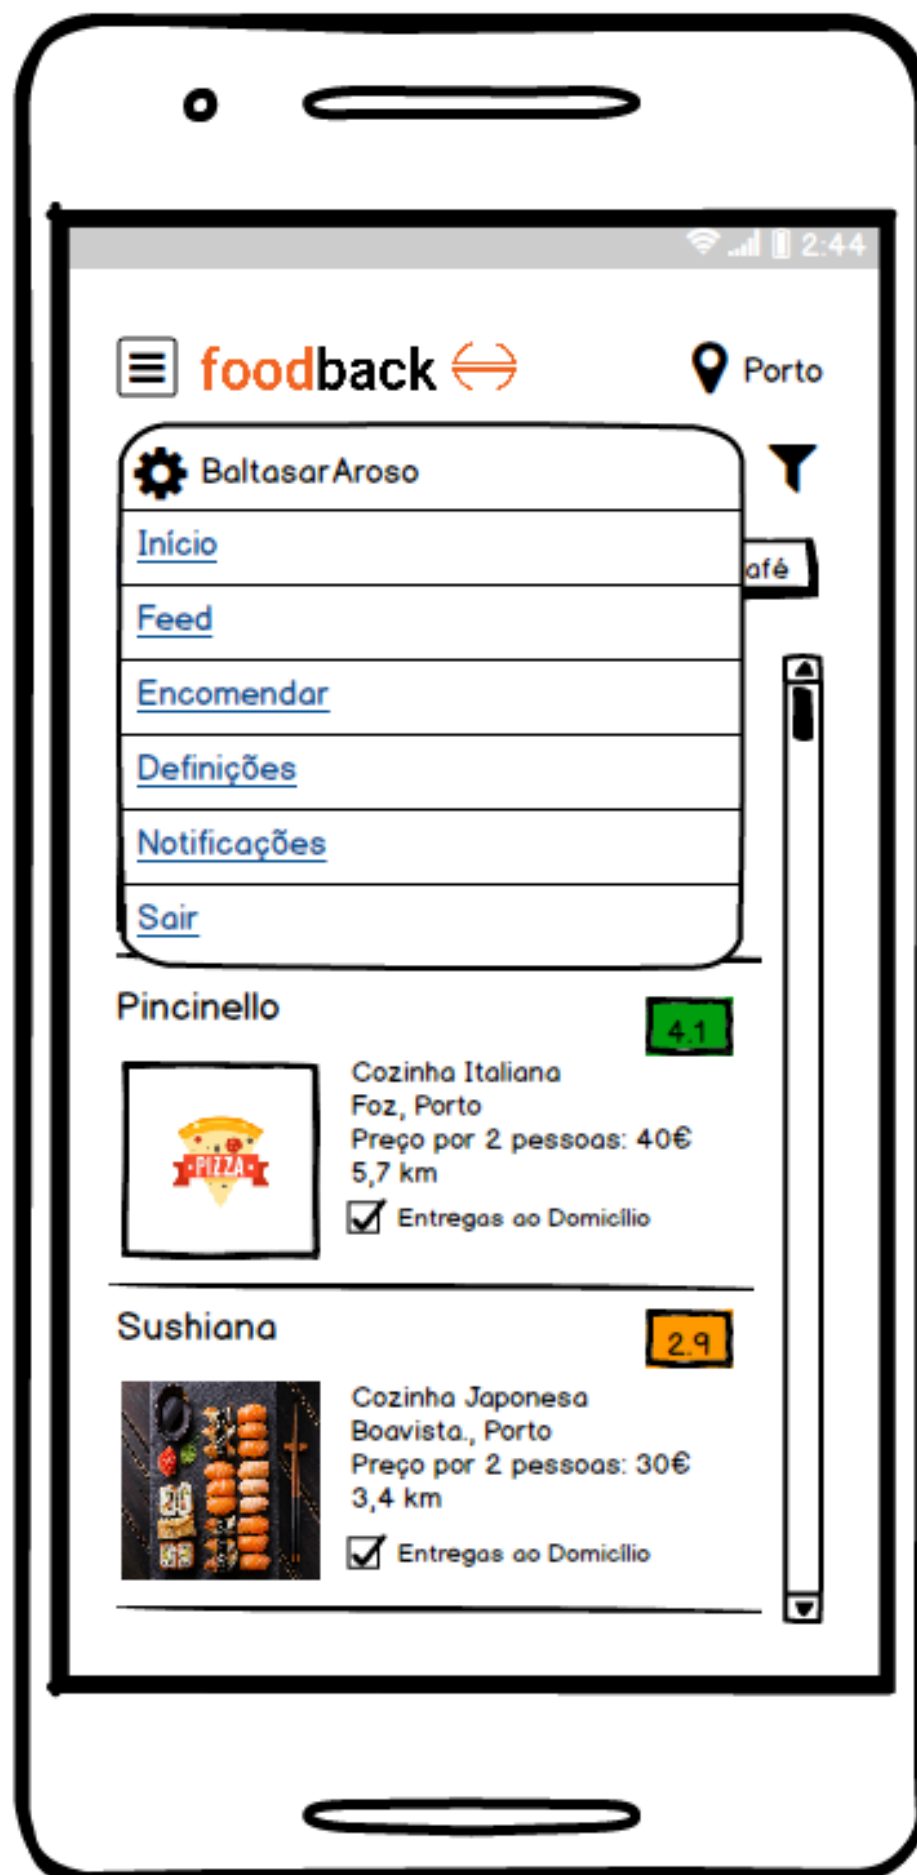 2:44
foodback
Porto
BaltasarAroso
Início
afé
Feed
Encomendar
Definições
Notificações
Sair
Pincinello
4.1
Cozinha Italiana
Foz, Porto
Preço por 2 pessoas: 40€
5,7 km
Entregas ao Domicílio
PIZZA
Sushiana
2.9
Cozinha Japonesa
Boavista., Porto
Preço por 2 pessoas: 30€
3,4 km
Entregas ao Domicílio